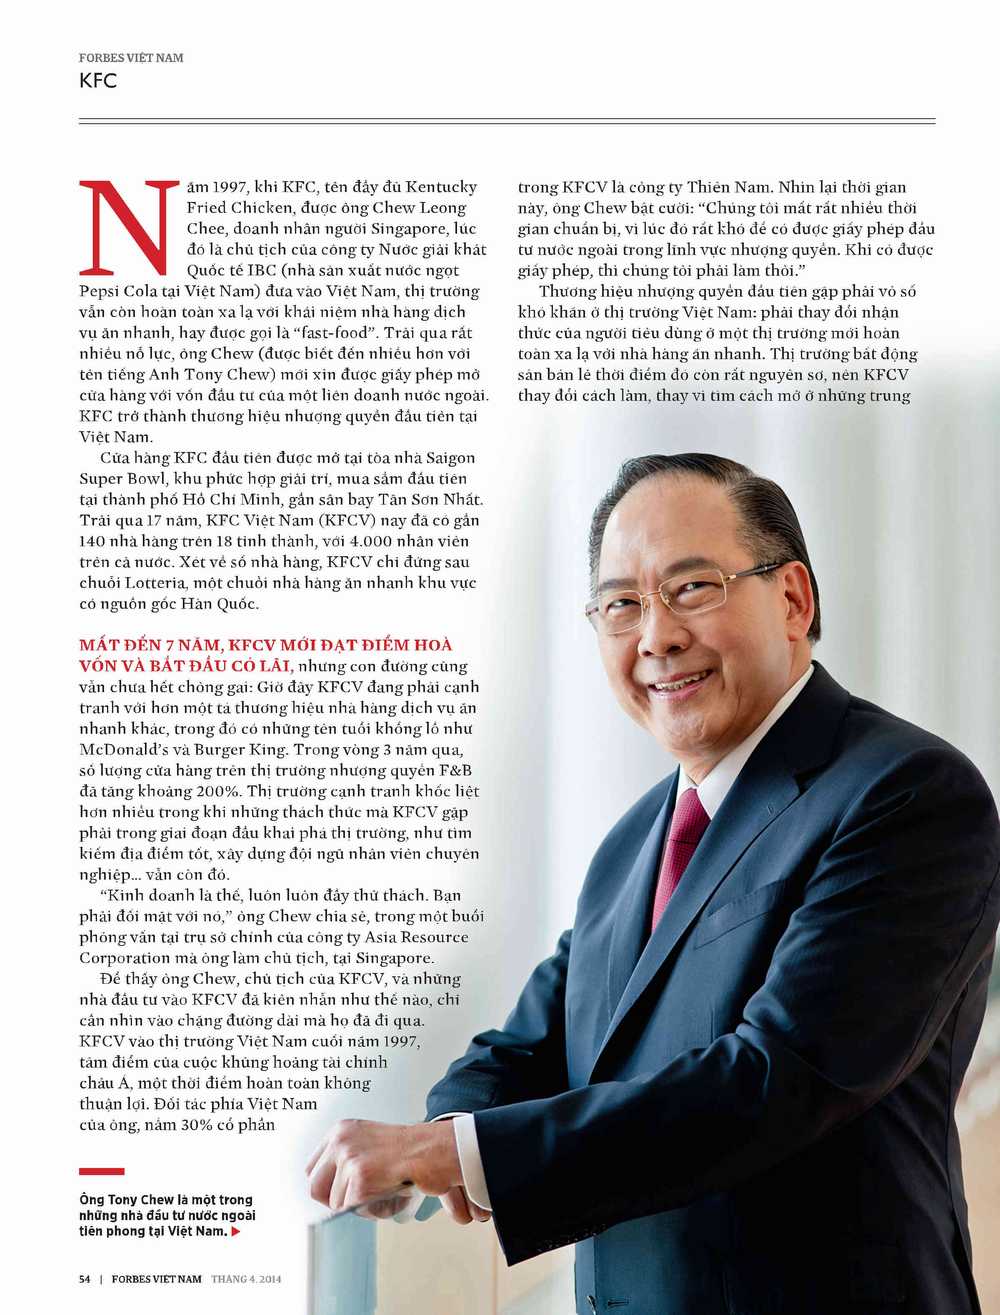 FORBES VIỆT NAM
KFC
Năm 1997, khi KFC, tên đầy đủ Kentucky
Fried Chicken, được ông Chew Leong
Chee, doanh nhân người Singapore, lúc
đó là chủ tịch của công ty Nước giải khát
Quốc tế IBC (nhà sản xuất nước ngọt
Pepsi Cola tại Việt Nam) đưa vào Việt Nam, thị trường
vẫn còn hoàn toàn xa lạ với khái niệm nhà hàng dịch
vụ ăn nhanh, hay được gọi là “fast-food”. Trải qua rất
nhiều nỗ lực, ông Chew (được biết đến nhiều hơn với
tên tiếng Anh Tony Chew) mới xin được giấy phép mở
cửa hàng với vốn đầu tư của một liên doanh nước ngoài.
KFC trở thành thương hiệu nhượng quyền đầu tiên tại
Việt Nam.
Cửa hàng KFC đầu tiên được mở tại tòa nhà Saigon
Super Bowl, khu phức hợp giải trí, mua sắm đầu tiên
tại thành phố Hồ Chí Minh, gần sân bay Tân Sơn Nhất.
Trải qua 17 năm, KFC Việt Nam (KFCV) nay đã có gần
140 nhà hàng trên 18 tỉnh thành, với 4.000 nhân viên
trên cả nước. Xét về số nhà hàng, KFCV chỉ đứng sau
chuỗi Lotteria, một chuỗi nhà hàng ăn nhanh khu vực
có nguồn gốc Hàn Quốc.
MẤT ĐẾN 7 NĂM, KFCV MỚI ĐẠT ĐIỂM HOÀ
VỐN VÀ BẮT ĐẦU CÓ LÃI, nhưng con đường cũng
vẫn chưa hết chông gai: Giờ đây KFCV đang phải cạnh
tranh với hơn một tá thương hiệu nhà hàng dịch vụ ăn
nhanh khác, trong đó có những tên tuổi khổng lồ như
McDonald’s và Burger King. Trong vòng 3 năm qua,
số lượng cửa hàng trên thị trường nhượng quyền F&B
đã tăng khoảng 200%. Thị trường cạnh tranh khốc liệt
hơn nhiều trong khi những thách thức mà KFCV gặp
phải trong giai đoạn đầu khai phá thị trường, như tìm
kiếm địa điểm tốt, xây dựng đội ngũ nhân viên chuyên
nghiệp... vẫn còn đó.
“Kinh doanh là thế, luôn luôn đầy thử thách. Bạn
phải đối mặt với nó,” ông Chew chia sẻ, trong một buổi
phỏng vấn tại trụ sở chính của công ty Asia Resource
Corporation mà ông làm chủ tịch, tại Singapore.
Để thấy ông Chew, chủ tịch của KFCV, và những
nhà đầu tư vào KFCV đã kiên nhẫn như thế nào, chỉ
cần nhìn vào chặng đường dài mà họ đã đi qua.
KFCV vào thị trường Việt Nam cuối năm 1997,
tâm điểm của cuộc khủng hoảng tài chính
châu Á, một thời điểm hoàn toàn không
thuận lợi. Đối tác phía Việt Nam
của ông, nắm 30% cổ phần
trong KFCV là công ty Thiên Nam. Nhìn lại thời gian
này, ông Chew bật cười: “Chúng tôi mất rất nhiều thời
gian chuẩn bị, vì lúc đó rất khó để có được giấy phép đầu
tư nước ngoài trong lĩnh vực nhượng quyền. Khi có được
giấy phép, thì chúng tôi phải làm thôi.”
Thương hiệu nhượng quyền đầu tiên gặp phải vô số
khó khăn ở thị trường Việt Nam: phải thay đổi nhận
thức của người tiêu dùng ở một thị trường mới hoàn
toàn xa lạ với nhà hàng ăn nhanh. Thị trường bất động
sản bán lẻ thời điểm đó còn rất nguyên sơ, nên KFCV
thay đổi cách làm, thay vì tìm cách mở ở những trung
Ông Tony Chew là một trong
những nhà đầu tư nước ngoài
tiên phong tại Việt Nam.
54 | FORBES VIỆT NAM THÁNG 4, 2014